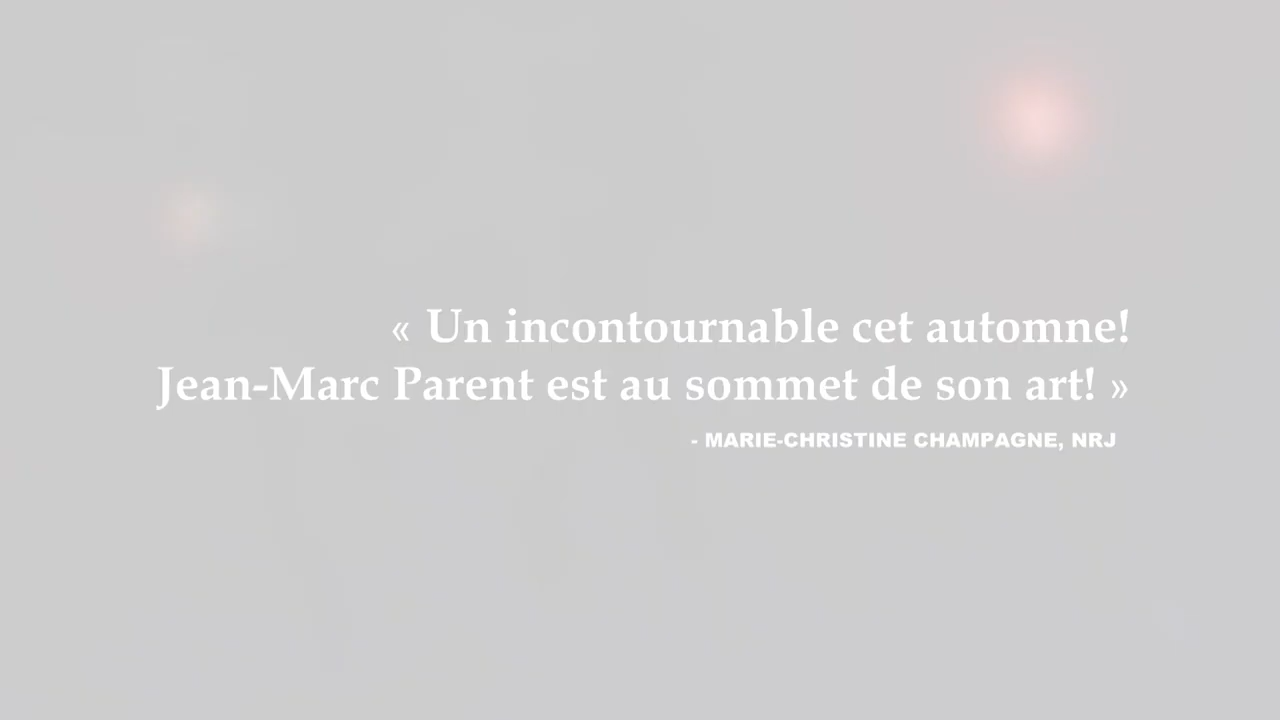 « Un incontournable cet automne!
Jean-Marc Parent est au sommet de son art! »
- MARIE-CHRISTINE CHAMPAGNE, NRJ